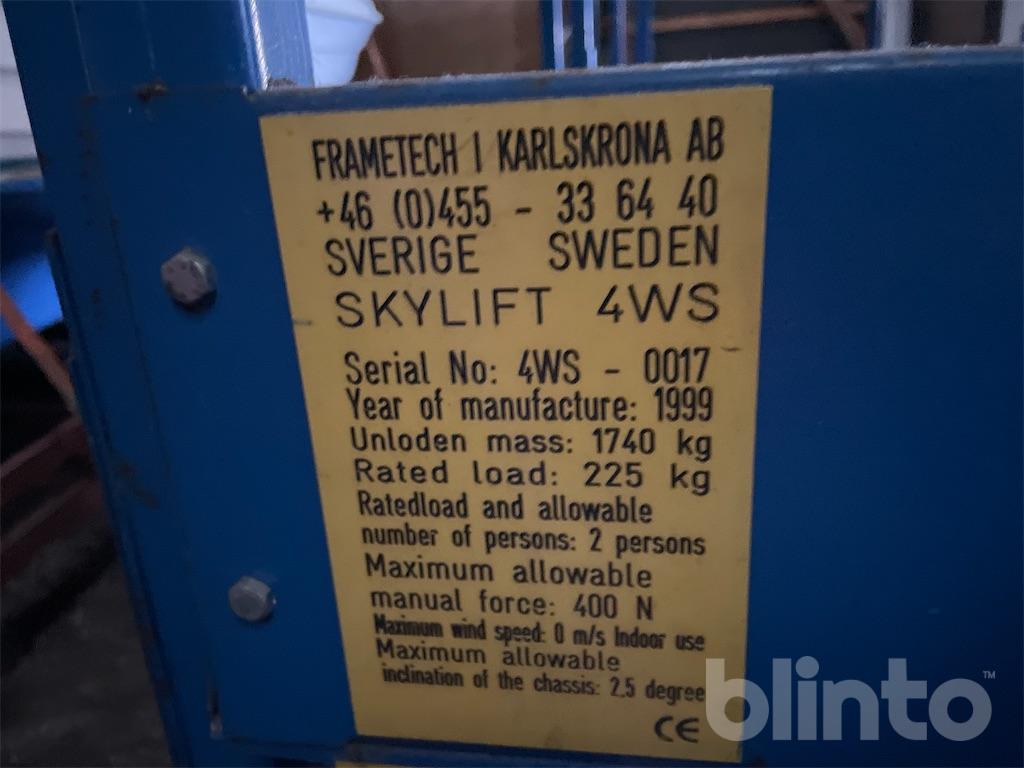 FRAMETECH I KARLSKRONA AB
+46 (0)455 - 33 64 40
SVERIGE SWEDEN
SKYLIFT 4WS
Serial No: 4WS - 0017
Year of manufacture: 1999
Unloden mass: 1740 kg
Rated load: 225 kg
Ratedload and allowable
number of persons: 2 persons
Maximum allowable
manual force: 400 N
Maximum wind speed: 0 m/s Indoor use
Maximum allowable
inclination of the chassis: 2.5 degree
CE
blinto™